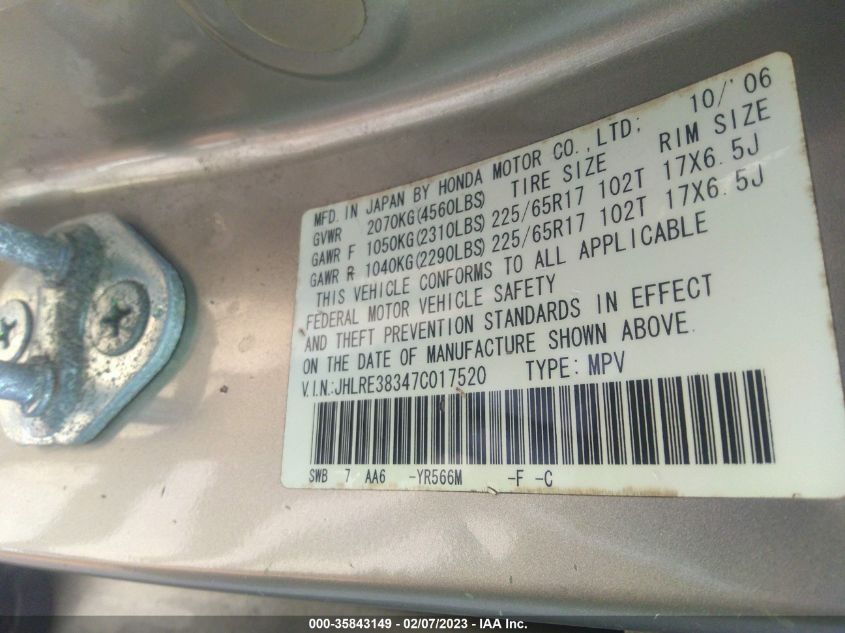 MFD. IN JAPAN BY HONDA MOTOR CO., LTD; 10/'06
GVWR 2070KG(4560LBS) TIRE SIZE RIM SIZE
GAWR F 1050KG(2310LBS) 225/65R17 102T 17X6.5J
GAWR R 1040KG(2290LBS) 225/65R17 102T 17X6.5J
THIS VEHICLE CONFORMS TO ALL APPLICABLE
FEDERAL MOTOR VEHICLE SAFETY
AND THEFT PREVENTION STANDARDS IN EFFECT
ON THE DATE OF MANUFACTURE SHOWN ABOVE.
V.I.N.:JHLRE38347C017520 TYPE: MPV
SWB 7 AA6 -YR566M -F -C
000-35843149 - 02/07/2023 - IAA Inc.